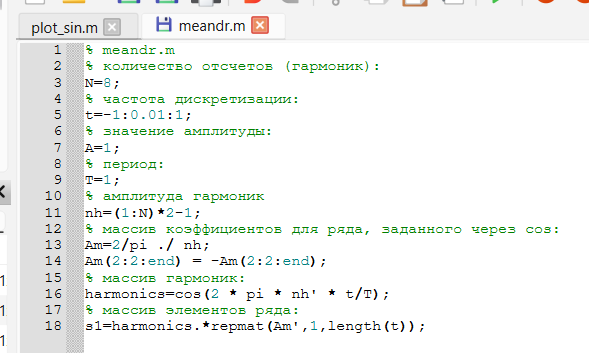 plot_sin.m
meandr.m
1 % meandr.m
2 % количество отсчетов (гармоник):
3 N=8;
4 % частота дискретизации:
5 t=-1:0.01:1;
6 % значение амплитуды:
7 A=1;
8 % период:
9 T=1;
10 % амплитуда гармоник
11 nh=(1:N)*2-1;
12 % массив коэффициентов для ряда, заданного через cos:
13 Am=2/pi ./ nh;
14 Am(2:2:end) = -Am(2:2:end);
15 % массив гармоник:
16 harmonics=cos(2 * pi * nh' * t/T);
17 % массив элементов ряда:
18 s1=harmonics.*repmat(Am',1,length(t));